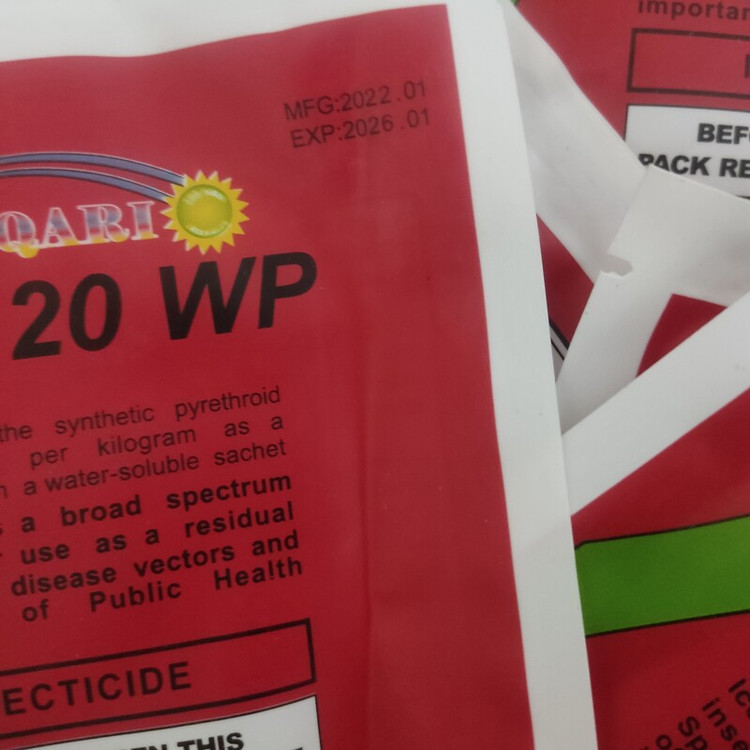 MFG:2022.01
EXP:2026.01
QARI
20 WP
the synthetic pyrethroid
per kilogram as a
a water-soluble sachet
a broad spectrum
use as a residual
disease vectors and
of Public Health
ECTICIDE
THIS
importan
BEF
PACK RE